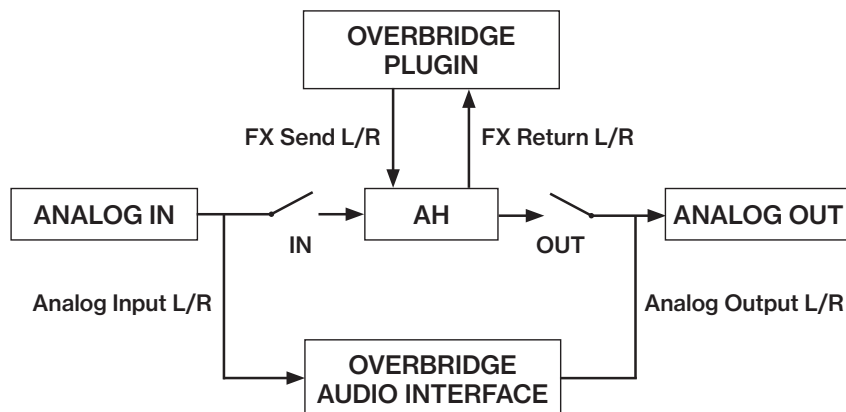 OVERBRIDGE
PLUGIN
FX Send L/R
FX Return L/R
ANALOG IN
AH
ANALOG OUT
IN
OUT
Analog Input L/R
Analog Output L/R
OVERBRIDGE
AUDIO INTERFACE